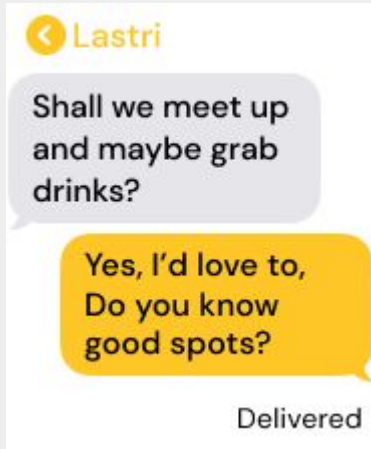 Lastri
Shall we meet up
and maybe grab
drinks?
Yes, I'd love to,
Do you know
good spots?
Delivered